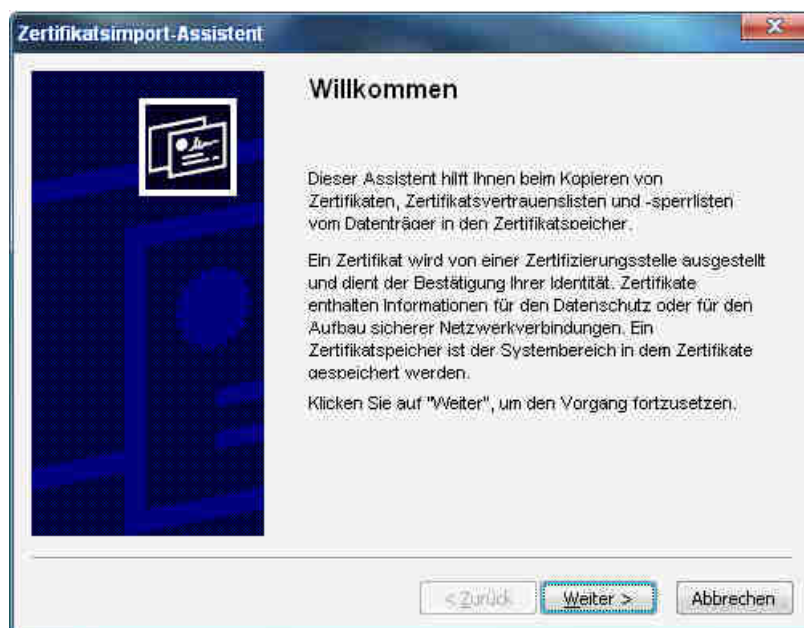 Zertifikatsimport-Assistent
Willkommen
Dieser Assistent hilft Ihnen beim Kopieren von
Zertifikaten, Zertifikatsvertrauenslisten und -sperrlisten
vom Datenträger in den Zertifikatspeicher.
Ein Zertifikat wird von einer Zertifizierungsstelle ausgestellt
und dient der Bestätigung Ihrer Identität. Zertifikate
enthalten Informationen für den Datenschutz oder für den
Aufbau sicherer Netzwerkverbindungen. Ein
Zertifikatspeicher ist der Systembereich in dem Zertifikate
gespeichert werden.
Klicken Sie auf "Weiter", um den Vorgang fortzusetzen.
< Zurück Weiter > Abbrechen